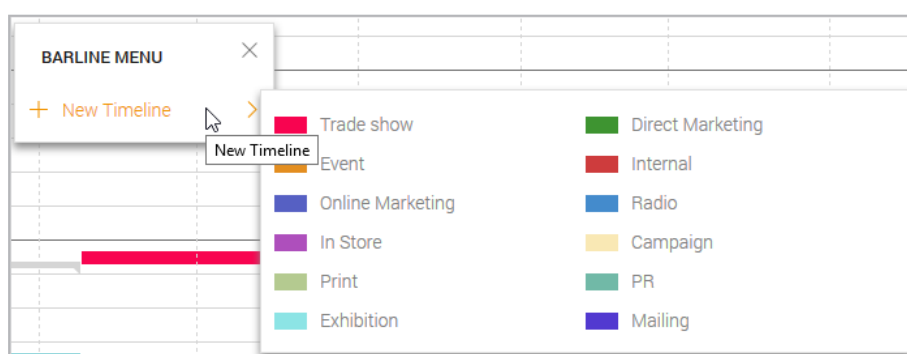 BARLINE MENU
New Timeline
New Timeline
Trade show
Direct Marketing
Event
Internal
Online Marketing
Radio
In Store
Campaign
Print
PR
Exhibition
Mailing